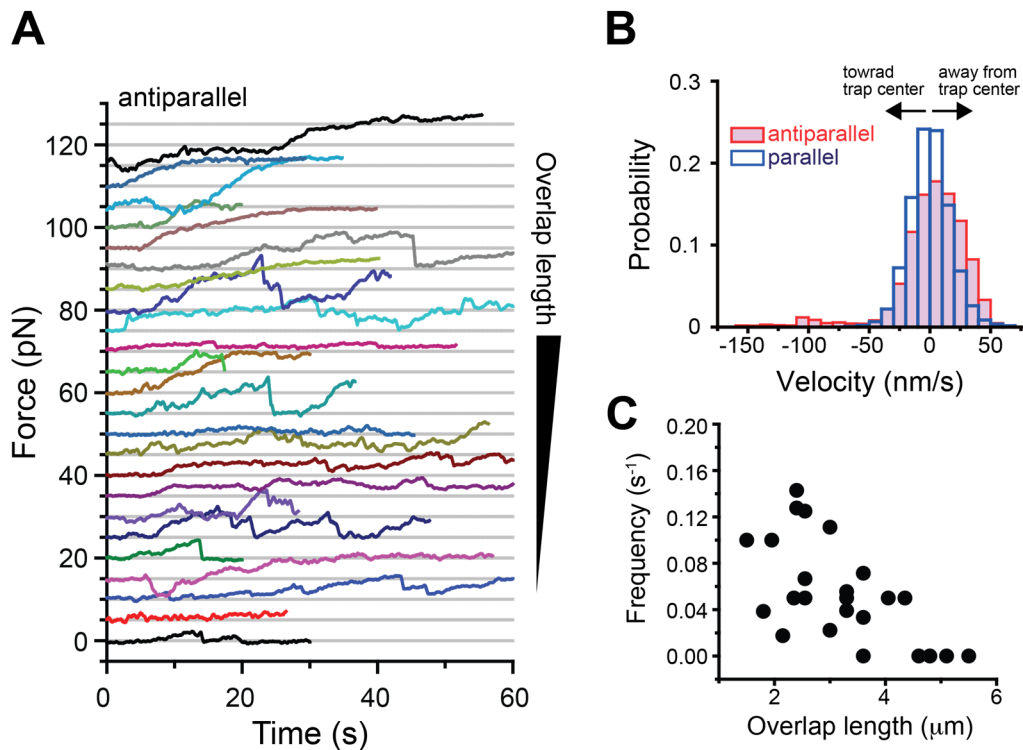 A
antiparallel
Force (pN)
120
100
80
60
40
20
0
0 20 40 60
Time (s)
Overlap length
B
towrad
trap center
away from
trap center
antiparallel
parallel
Probability
0.3
0.2
0.1
0
-150 -100 -50 0 50
Velocity (nm/s)
C
Frequency (s⁻¹)
0.20
0.16
0.12
0.08
0.04
0.00
2 4 6
Overlap length (μm)